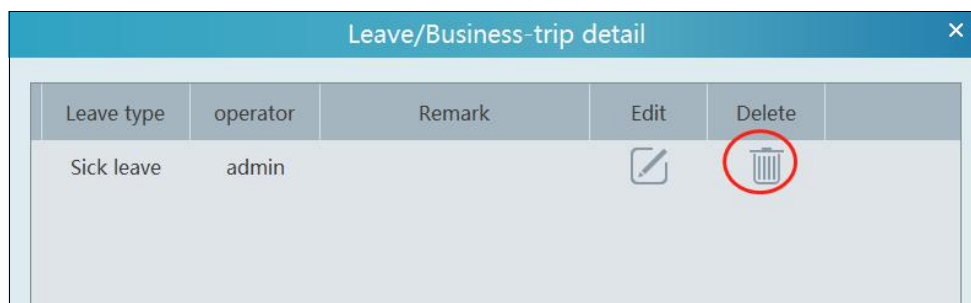 Leave/Business-trip detail
Leave type operator Remark Edit Delete
Sick leave admin